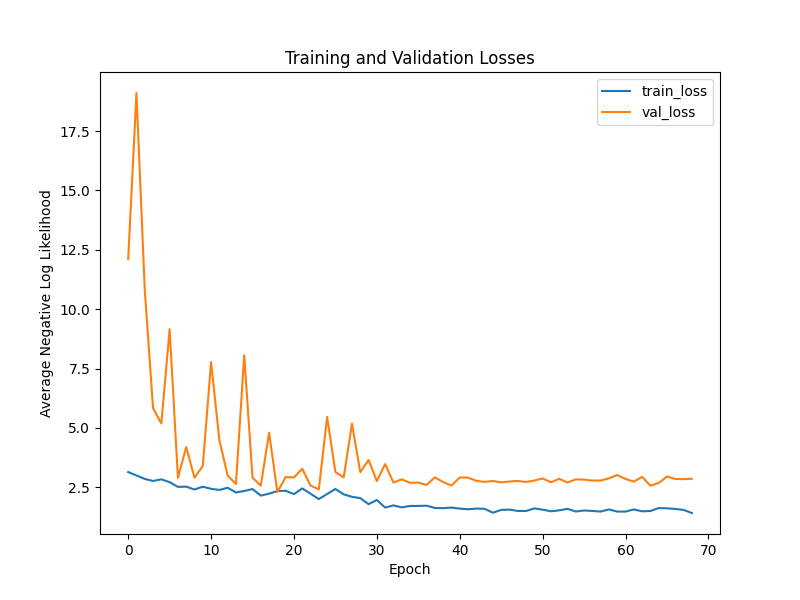 Training and Validation Losses
train_loss
val_loss
Average Negative Log Likelihood
17.5
15.0
12.5
10.0
7.5
5.0
2.5
0 10 20 30 40 50 60 70
Epoch